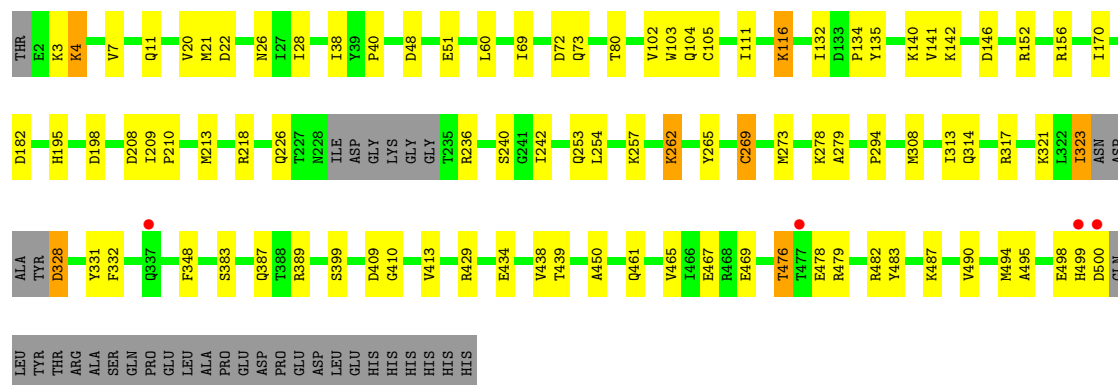 THR E2 K3 K4 V7 Q11 V20 M21 D22 N26 I27 I28 I38 Y39 P40 D48 E51 L60 I69 D72 Q73 T80 V102 W103 Q104 C105 I111 K116 I132 D133 P134 Y135 K140 V141 K142 D146 R152 R156 I170
D182 H195 D198 D208 I209 P210 M213 R218 Q226 T227 N228 ILE ASP GLY LYS GLY GLY T235 R236 S240 G241 I242 Q253 L254 K257 K262 Y265 C269 M273 K278 A279 P294 M308 I313 Q314 R317 K321 L322 I323 ASN ASP
ALA TYR D328 Y331 F332 Q337 F348 S383 Q387 T388 R389 S399 D409 G410 V413 R429 E434 V438 T439 A450 Q461 V465 I466 E467 R468 E469 T476 T477 E478 R479 R482 Y483 K487 V490 M494 A495 E498 H499 D500 GLN
LEU TYR THR ARG ALA SER GLN PRO GLU LEU ALA PRO GLU ASP PRO GLU ASP LEU GLU HIS HIS HIS HIS HIS HIS